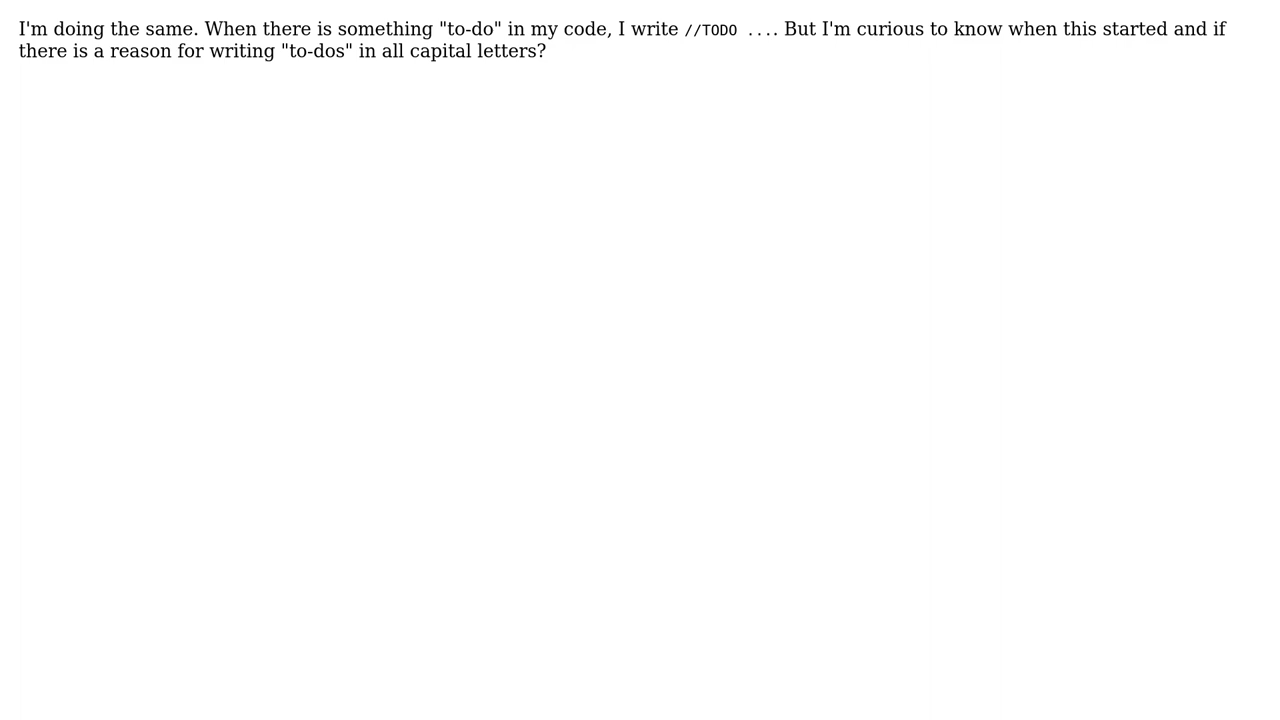 I'm doing the same. When there is something "to-do" in my code, I write //TODO .... But I'm curious to know when this started and if
there is a reason for writing "to-dos" in all capital letters?